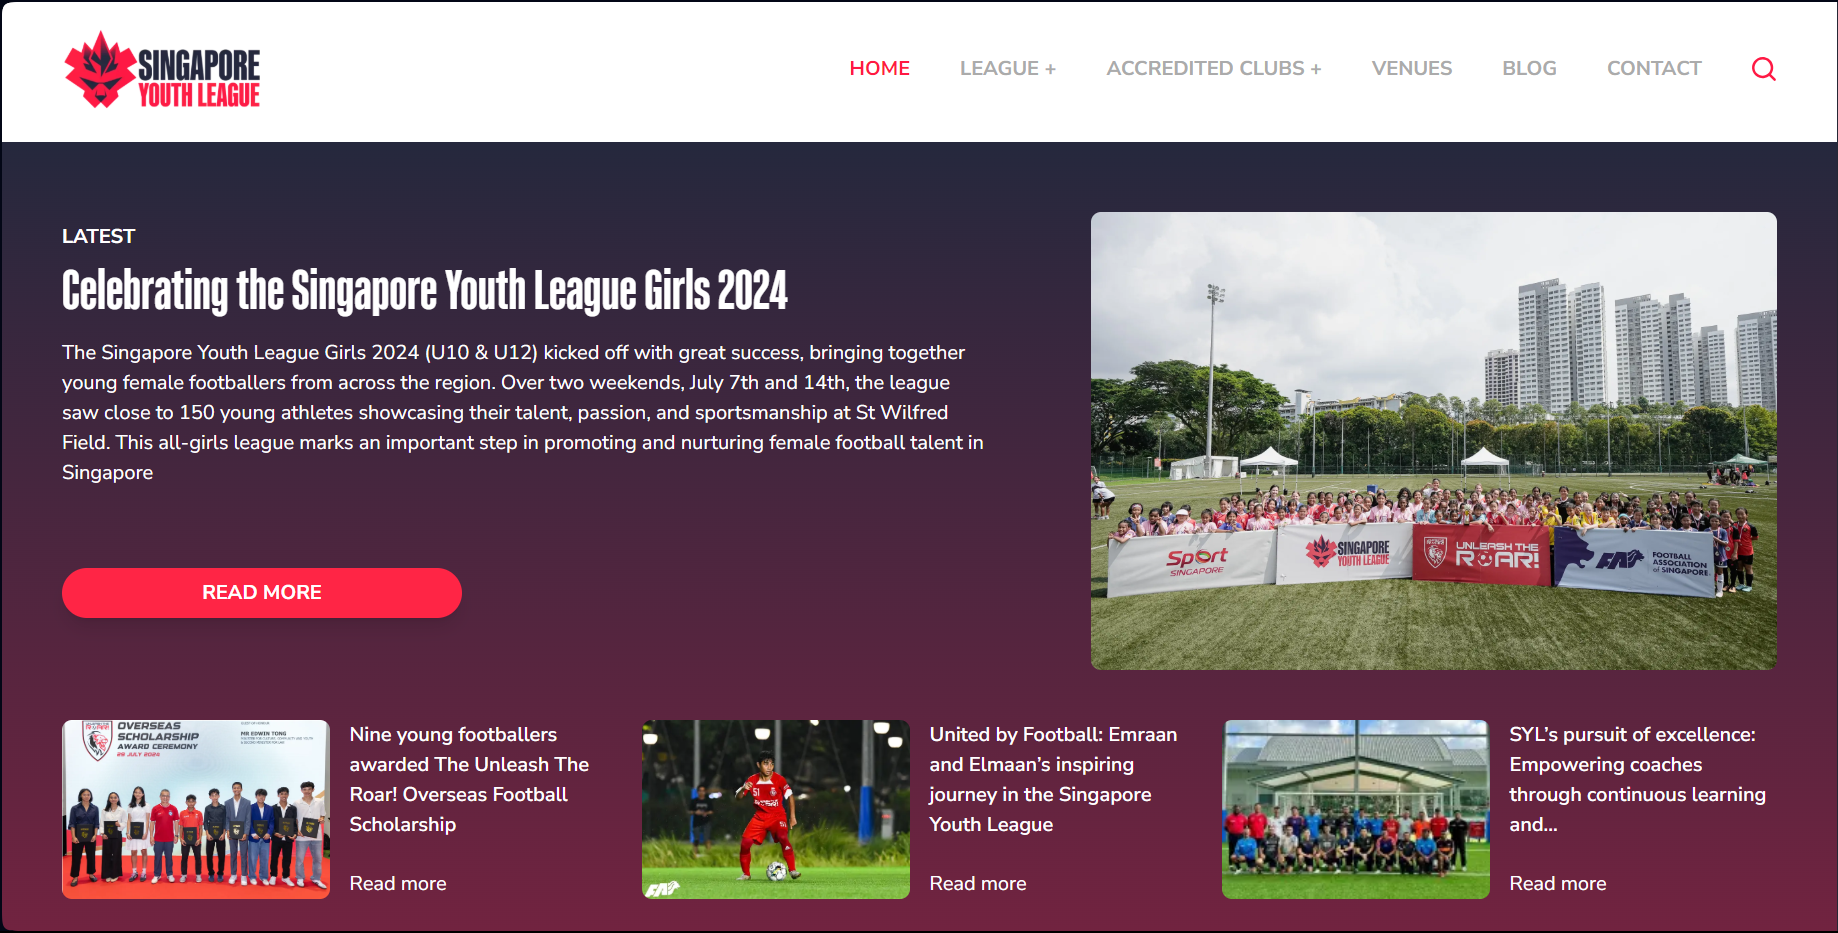 SINGAPORE
YOUTH LEAGUE
HOME
LEAGUE +
ACCREDITED CLUBS +
VENUES
BLOG
CONTACT
LATEST
Celebrating the Singapore Youth League Girls 2024
The Singapore Youth League Girls 2024 (U10 & U12) kicked off with great success, bringing together
young female footballers from across the region. Over two weekends, July 7th and 14th, the league
saw close to 150 young athletes showcasing their talent, passion, and sportsmanship at St Wilfred
Field. This all-girls league marks an important step in promoting and nurturing female football talent in
Singapore
READ MORE
Sport
SINGAPORE
SINGAPORE
YOUTH LEAGUE
UNLEASH THE
ROAR!
FAS
FOOTBALL
ASSOCIATION
of SINGAPORE
OVERSEAS
SCHOLARSHIP
AWARD CEREMONY
25 JULY 2024
MR EDWIN TONG
Nine young footballers
awarded The Unleash The
Roar! Overseas Football
Scholarship
Read more
51
FAS
United by Football: Emraan
and Elmaan’s inspiring
journey in the Singapore
Youth League
Read more
SYL’s pursuit of excellence:
Empowering coaches
through continuous learning
and...
Read more